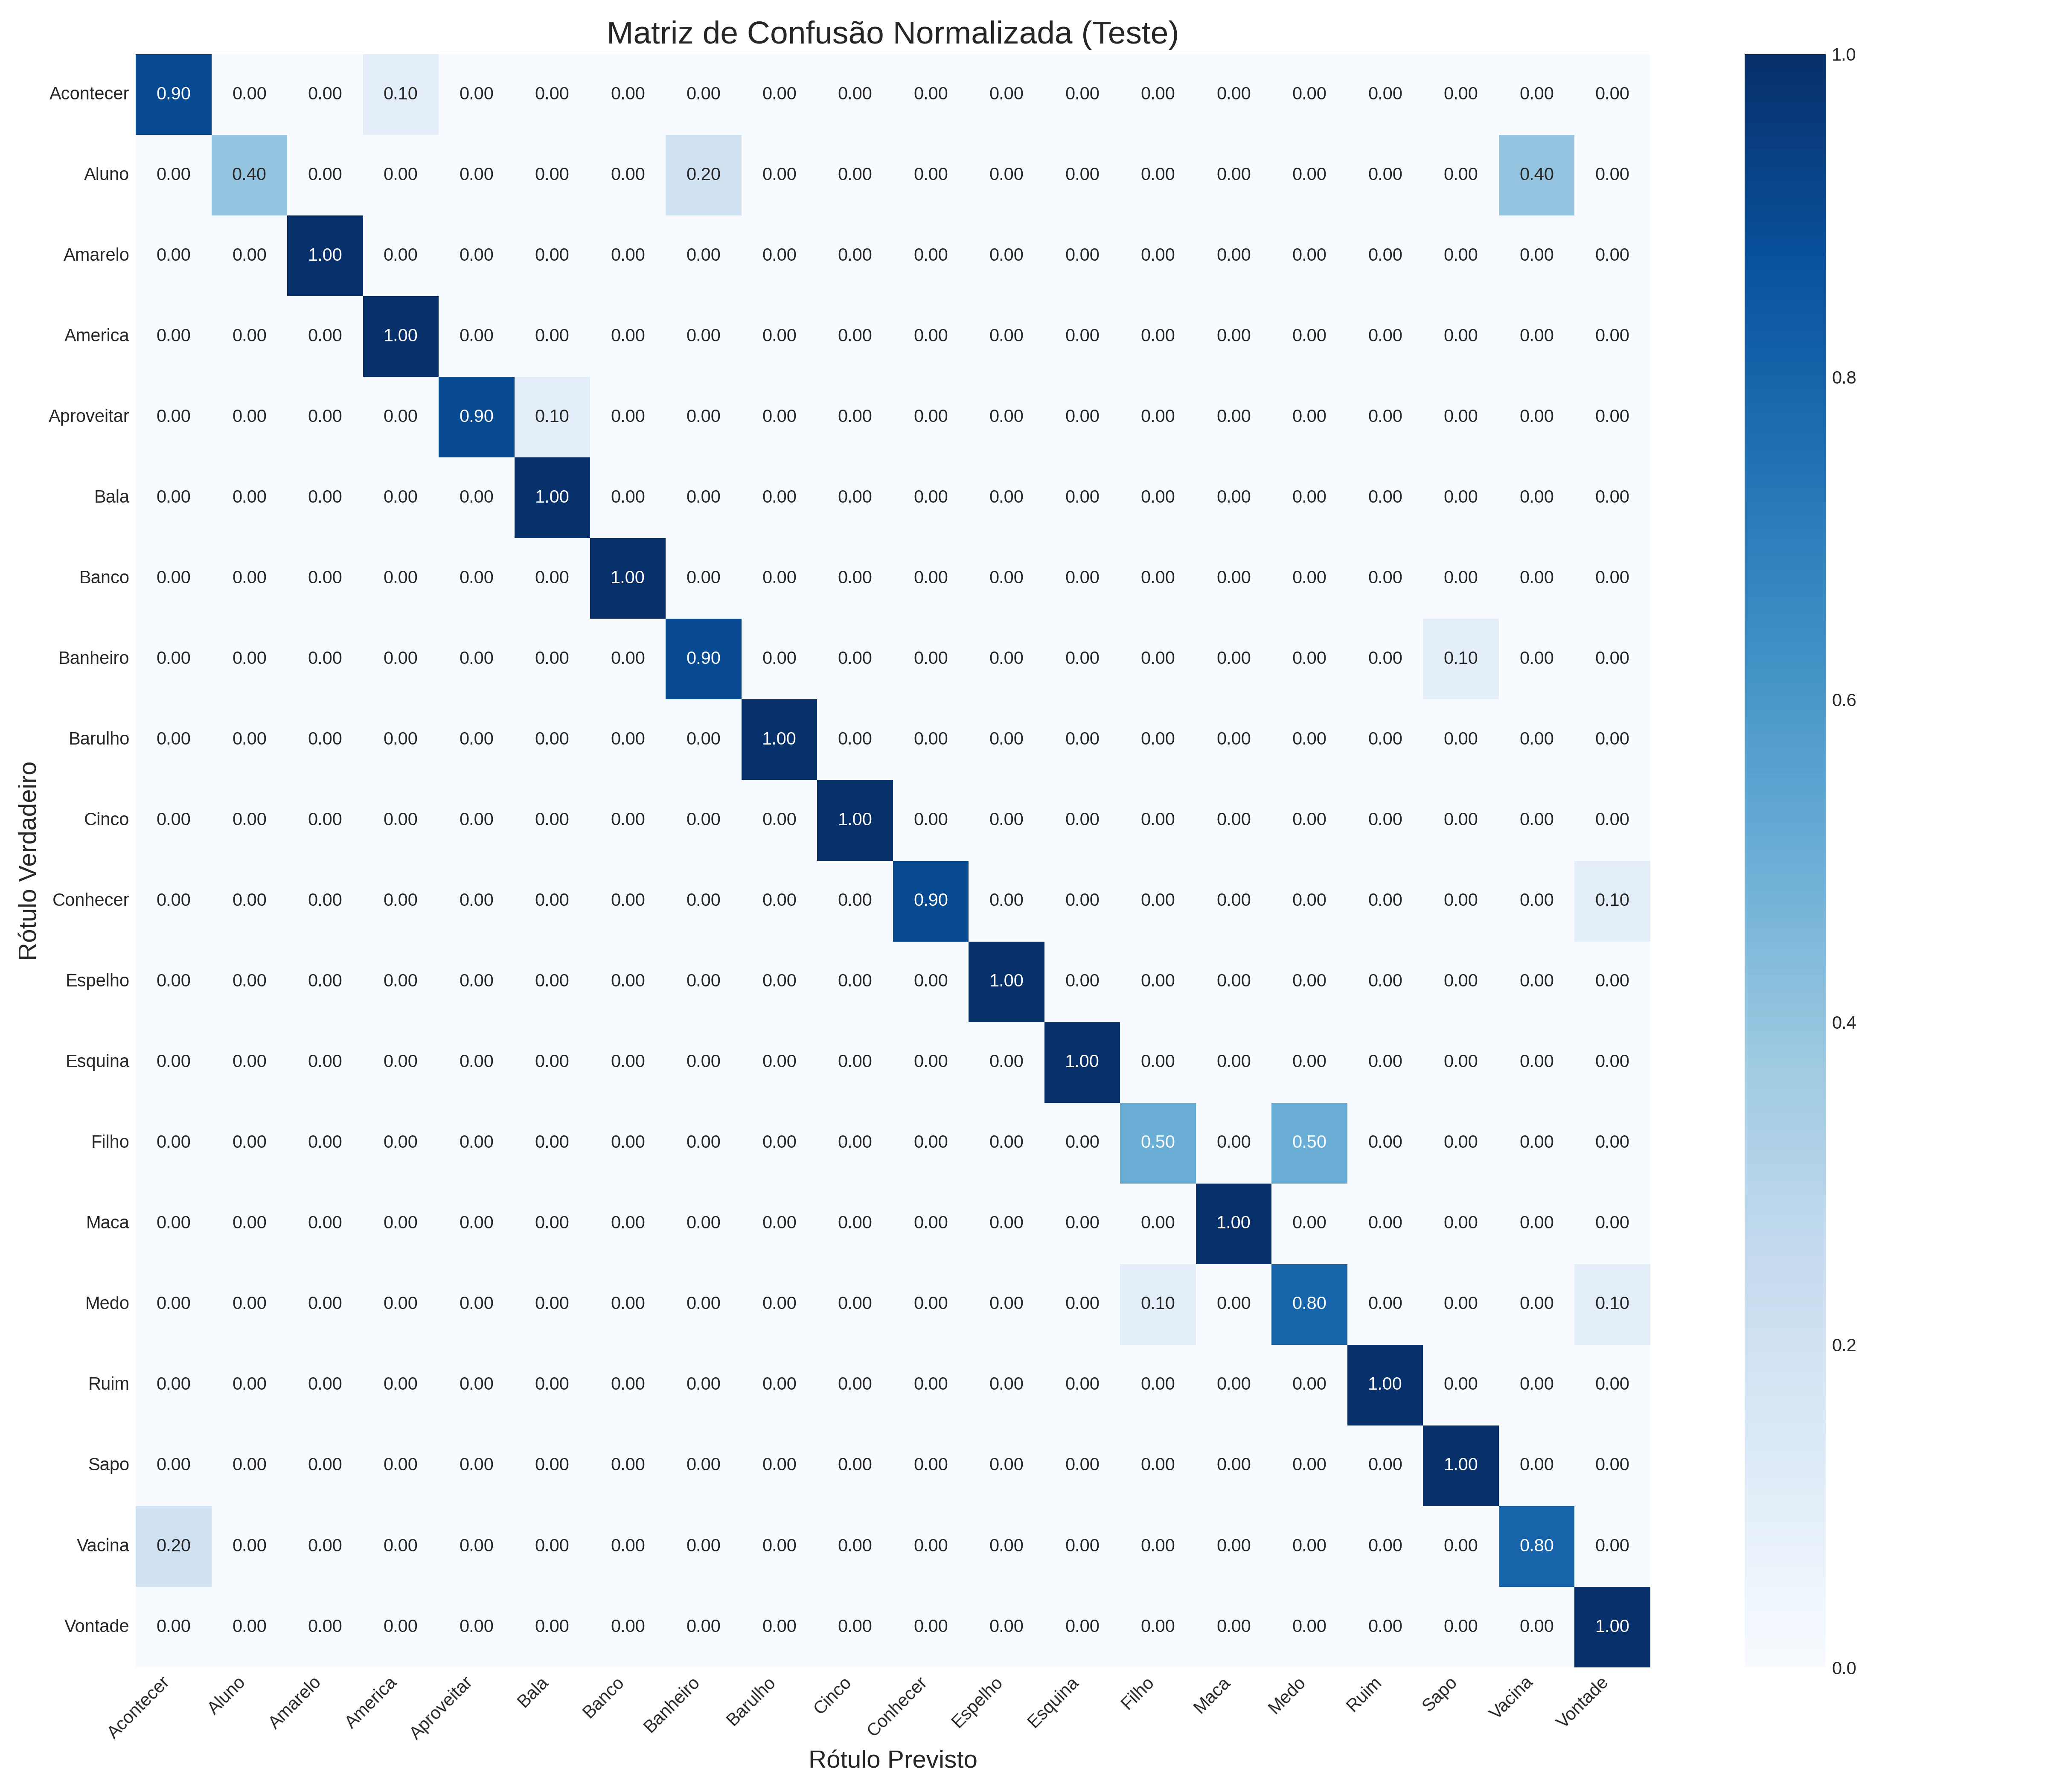 Matriz de Confusão Normalizada (Teste)
Acontecer 0.90 0.00 0.00 0.10 0.00 0.00 0.00 0.00 0.00 0.00 0.00 0.00 0.00 0.00 0.00 0.00 0.00 0.00 0.00 0.00
Aluno 0.00 0.40 0.00 0.00 0.00 0.00 0.00 0.20 0.00 0.00 0.00 0.00 0.00 0.00 0.00 0.00 0.00 0.00 0.40 0.00
Amarelo 0.00 0.00 1.00 0.00 0.00 0.00 0.00 0.00 0.00 0.00 0.00 0.00 0.00 0.00 0.00 0.00 0.00 0.00 0.00 0.00
America 0.00 0.00 0.00 1.00 0.00 0.00 0.00 0.00 0.00 0.00 0.00 0.00 0.00 0.00 0.00 0.00 0.00 0.00 0.00 0.00
Aproveitar 0.00 0.00 0.00 0.00 0.90 0.10 0.00 0.00 0.00 0.00 0.00 0.00 0.00 0.00 0.00 0.00 0.00 0.00 0.00 0.00
Bala 0.00 0.00 0.00 0.00 0.00 1.00 0.00 0.00 0.00 0.00 0.00 0.00 0.00 0.00 0.00 0.00 0.00 0.00 0.00 0.00
Banco 0.00 0.00 0.00 0.00 0.00 0.00 1.00 0.00 0.00 0.00 0.00 0.00 0.00 0.00 0.00 0.00 0.00 0.00 0.00 0.00
Banheiro 0.00 0.00 0.00 0.00 0.00 0.00 0.00 0.90 0.00 0.00 0.00 0.00 0.00 0.00 0.00 0.00 0.00 0.10 0.00 0.00
Barulho 0.00 0.00 0.00 0.00 0.00 0.00 0.00 0.00 1.00 0.00 0.00 0.00 0.00 0.00 0.00 0.00 0.00 0.00 0.00 0.00
Cinco 0.00 0.00 0.00 0.00 0.00 0.00 0.00 0.00 0.00 1.00 0.00 0.00 0.00 0.00 0.00 0.00 0.00 0.00 0.00 0.00
Conhecer 0.00 0.00 0.00 0.00 0.00 0.00 0.00 0.00 0.00 0.00 0.90 0.00 0.00 0.00 0.00 0.00 0.00 0.00 0.00 0.10
Espelho 0.00 0.00 0.00 0.00 0.00 0.00 0.00 0.00 0.00 0.00 0.00 1.00 0.00 0.00 0.00 0.00 0.00 0.00 0.00 0.00
Esquina 0.00 0.00 0.00 0.00 0.00 0.00 0.00 0.00 0.00 0.00 0.00 0.00 1.00 0.00 0.00 0.00 0.00 0.00 0.00 0.00
Filho 0.00 0.00 0.00 0.00 0.00 0.00 0.00 0.00 0.00 0.00 0.00 0.00 0.00 0.50 0.00 0.50 0.00 0.00 0.00 0.00
Maca 0.00 0.00 0.00 0.00 0.00 0.00 0.00 0.00 0.00 0.00 0.00 0.00 0.00 0.00 1.00 0.00 0.00 0.00 0.00 0.00
Medo 0.00 0.00 0.00 0.00 0.00 0.00 0.00 0.00 0.00 0.00 0.00 0.00 0.00 0.10 0.00 0.80 0.00 0.00 0.00 0.10
Ruim 0.00 0.00 0.00 0.00 0.00 0.00 0.00 0.00 0.00 0.00 0.00 0.00 0.00 0.00 0.00 0.00 1.00 0.00 0.00 0.00
Sapo 0.00 0.00 0.00 0.00 0.00 0.00 0.00 0.00 0.00 0.00 0.00 0.00 0.00 0.00 0.00 0.00 0.00 1.00 0.00 0.00
Vacina 0.20 0.00 0.00 0.00 0.00 0.00 0.00 0.00 0.00 0.00 0.00 0.00 0.00 0.00 0.00 0.00 0.00 0.00 0.80 0.00
Vontade 0.00 0.00 0.00 0.00 0.00 0.00 0.00 0.00 0.00 0.00 0.00 0.00 0.00 0.00 0.00 0.00 0.00 0.00 0.00 1.00
Acontecer Aluno Amarelo America Aproveitar Bala Banco Banheiro Barulho Cinco Conhecer Espelho Esquina Filho Maca Medo Ruim Sapo Vacina Vontade
Rótulo Previsto
Rótulo Verdadeiro
1.0
0.8
0.6
0.4
0.2
0.0